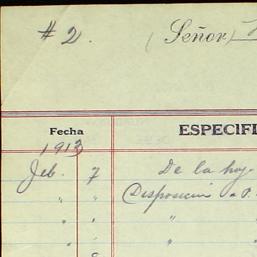 # 2. (Señor)
Fecha ESPECIFI
1913
Feb. 7 De la hoj
" " Disposición a P.
" " "
" " "